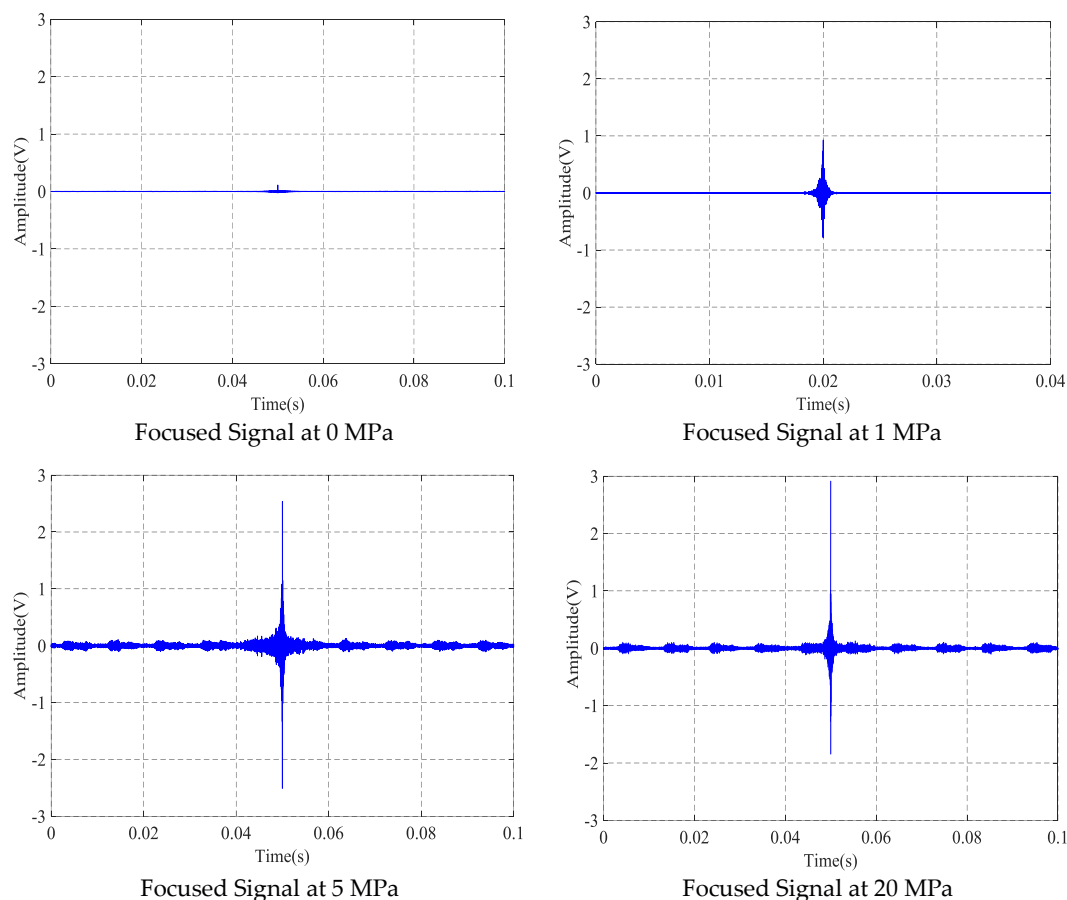 3
2
1
0
-1
-2
-3
Amplitude(V)
0 0.02 0.04 0.06 0.08 0.1
Time(s)
Focused Signal at 0 MPa
3
2
1
0
-1
-2
-3
Amplitude(V)
0 0.01 0.02 0.03 0.04
Time(s)
Focused Signal at 1 MPa
3
2
1
0
-1
-2
-3
Amplitude(V)
0 0.02 0.04 0.06 0.08 0.1
Time(s)
Focused Signal at 5 MPa
3
2
1
0
-1
-2
-3
Amplitude(V)
0 0.02 0.04 0.06 0.08 0.1
Time(s)
Focused Signal at 20 MPa